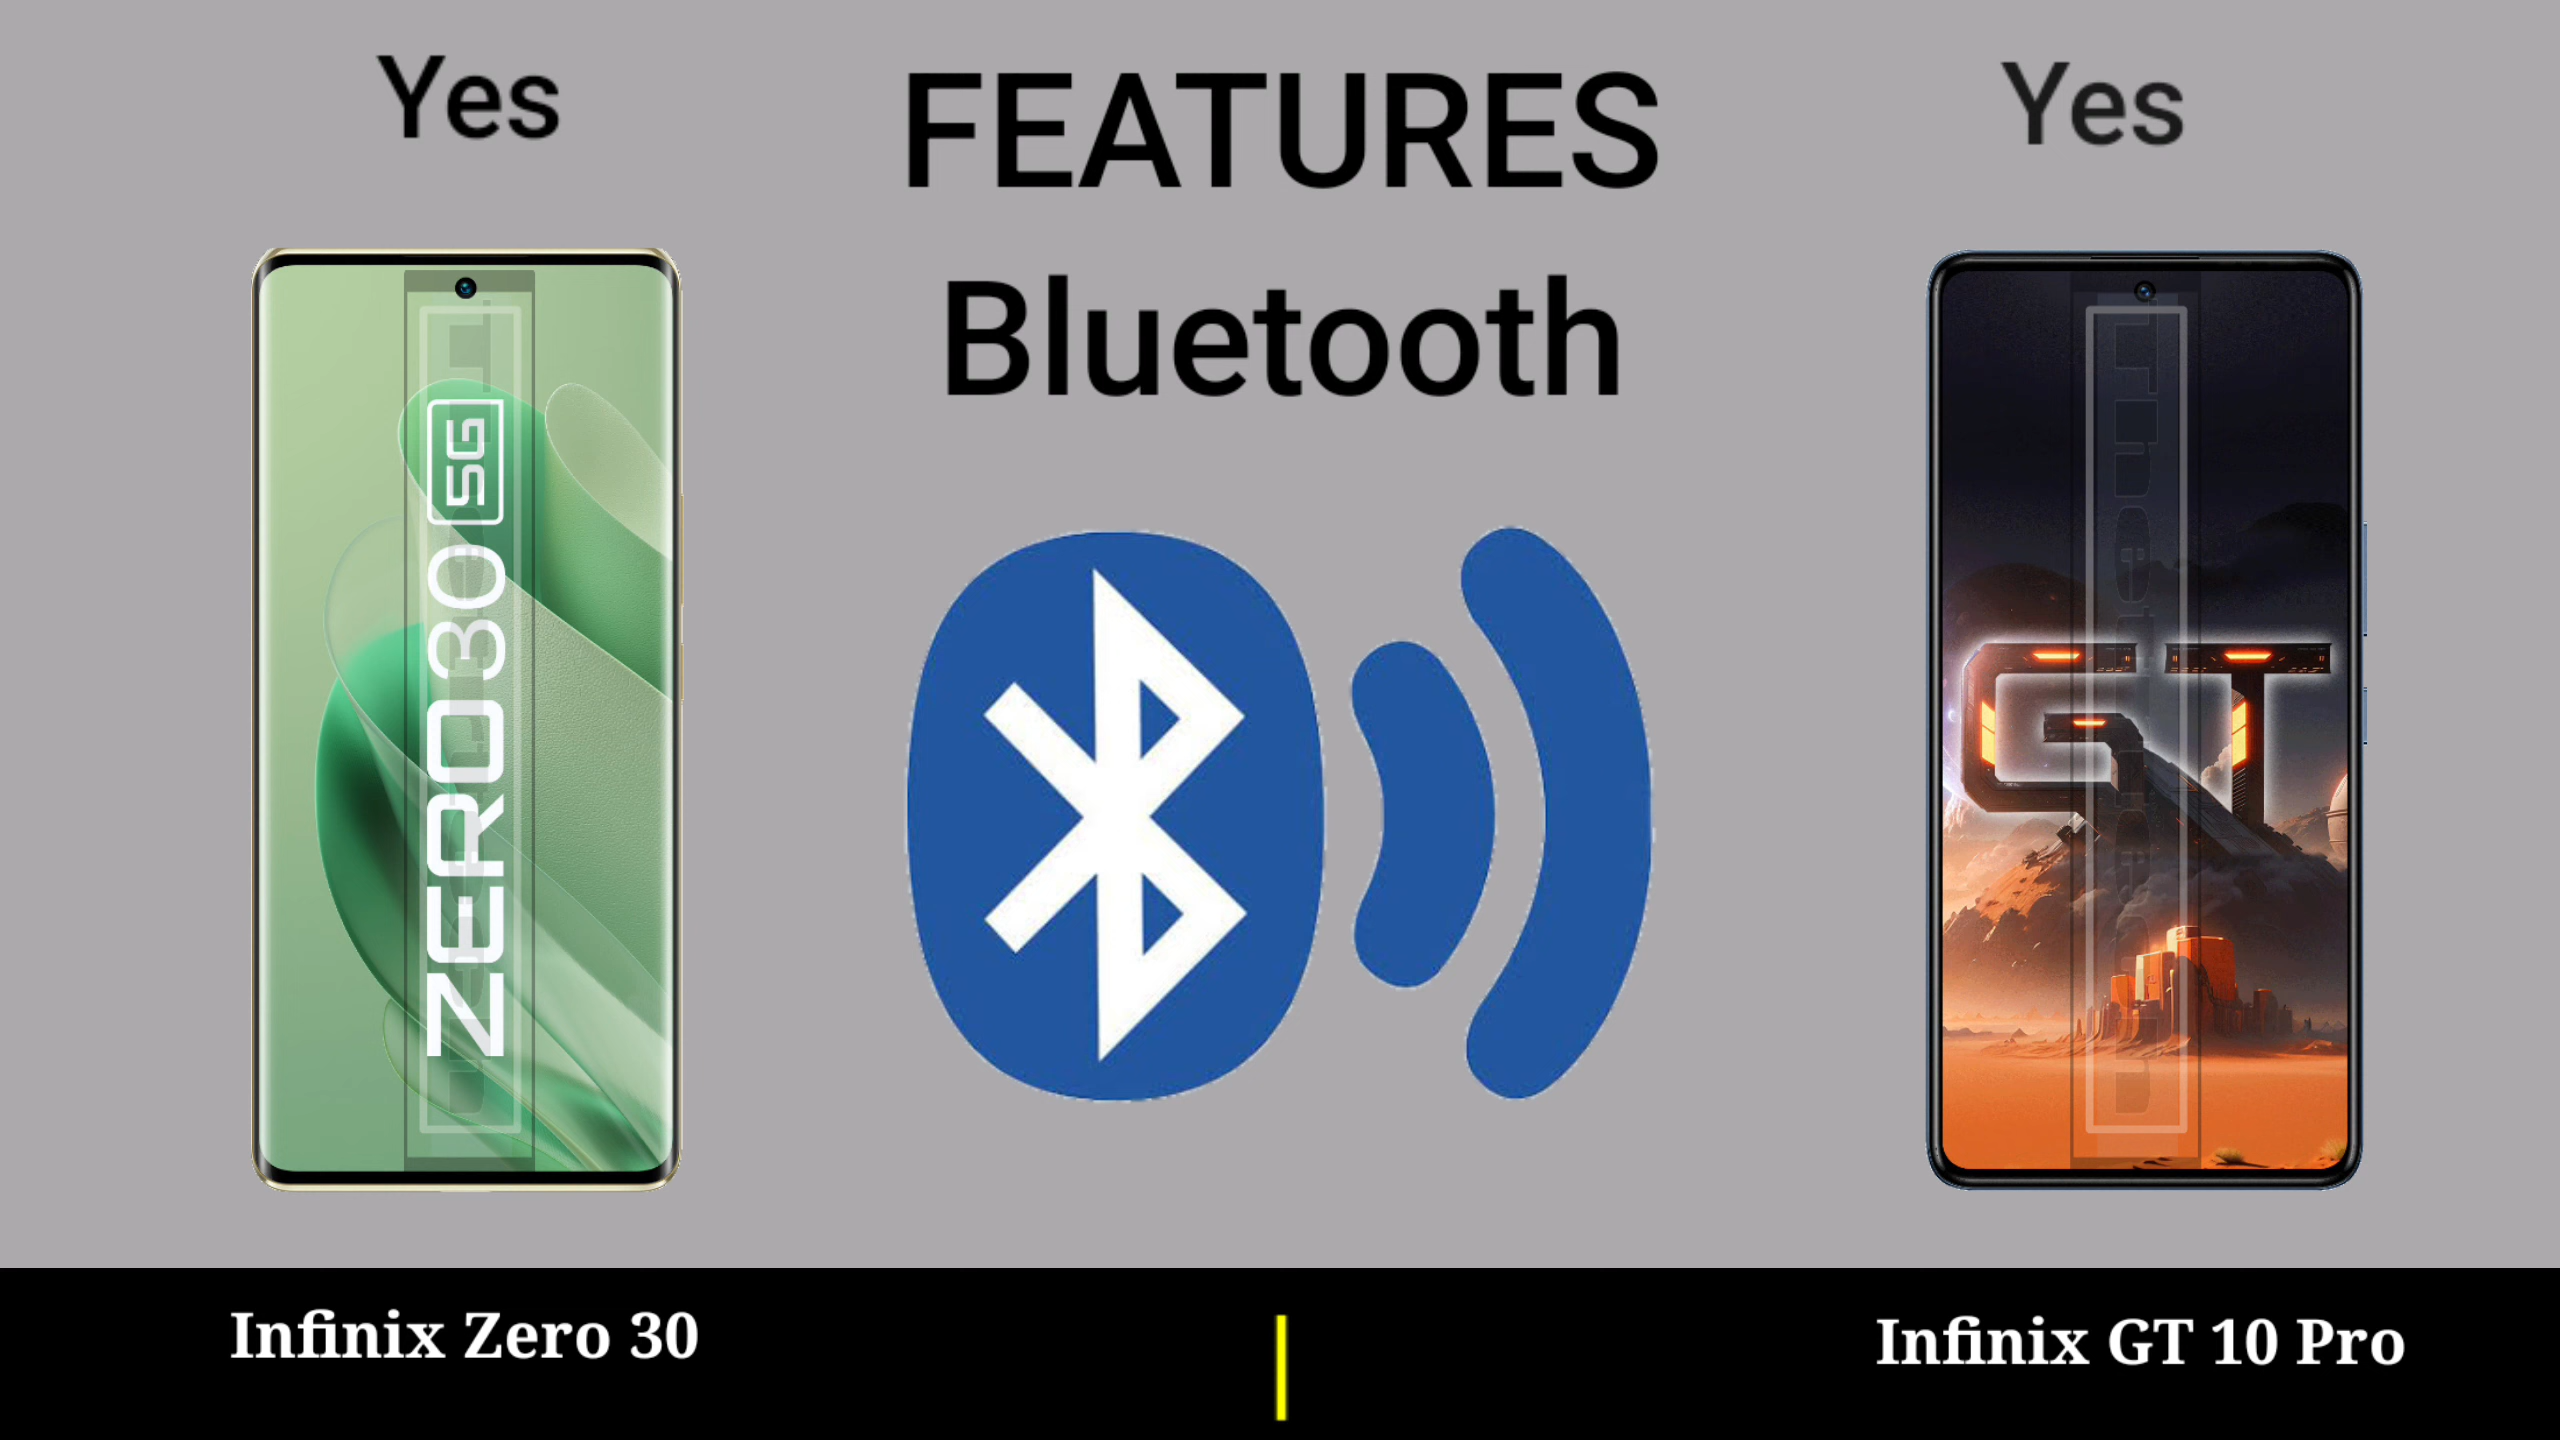 Yes
FEATURES
Yes
Bluetooth
ZERO 30 5G
GT
Infinix Zero 30
Infinix GT 10 Pro